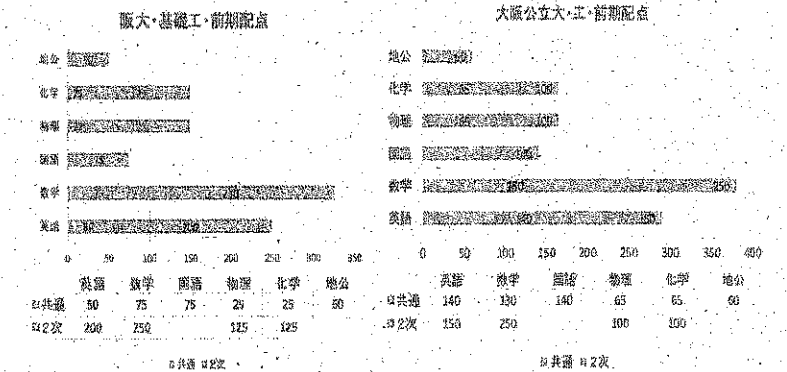 阪大・基礎工・前期配点
地公
化学
物理
国語
数学
英語
0 50 100 150 200 250 300 350
英語 数学 国語 物理 化学 地公
共通 50 75 75 25 25 50
2次 200 250 125 125
共通 2次
大阪公立大・工・前期配点
地公
化学
物理
国語
数学
英語
0 50 100 150 200 250 300 350 400
英語 数学 国語 物理 化学 地公
共通 140 130 140 65 65 60
2次 150 250 100 100
共通 2次